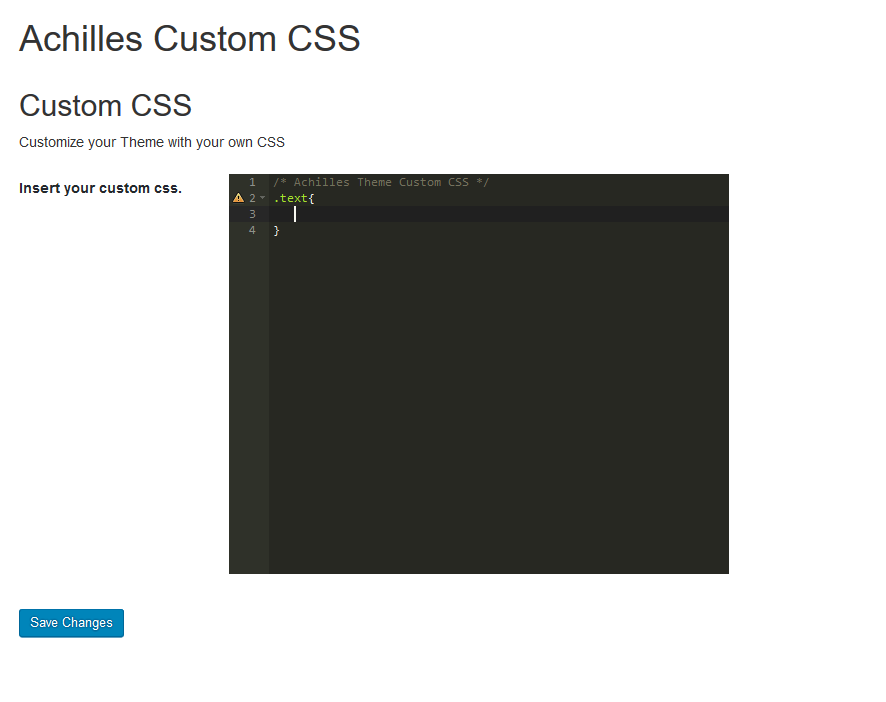 Achilles Custom CSS
Custom CSS
Customize your Theme with your own CSS
Insert your custom css.
1 /* Achilles Theme Custom CSS */
2 .text{
3
4 }
Save Changes